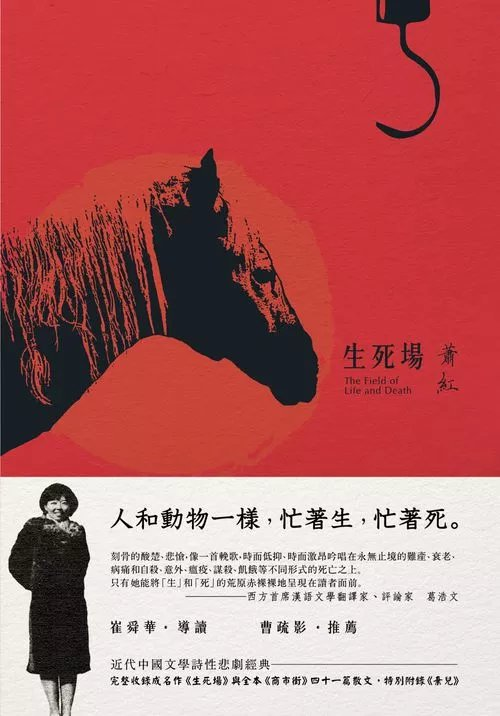 生死場 蕭紅
The Field of
Life and Death
人和動物一樣，忙著生，忙著死。
刻骨的酸楚、悲愴，像一首輓歌，時而低抑、時而激昂吟唱在永無止境的難產、衰老、
病痛和自殺、意外、瘟疫、謀殺、飢餓等不同形式的死亡之上。
只有她能將「生」和「死」的荒原赤裸裸地呈現在讀者面前。
————西方首席漢語文學翻譯家、評論家　葛浩文
崔舜華・導讀　曹疏影・推薦
近代中國文學詩性悲劇經典————
完整收錄成名作《生死場》與全本《商市街》四十一篇散文，特別附錄《棄兒》